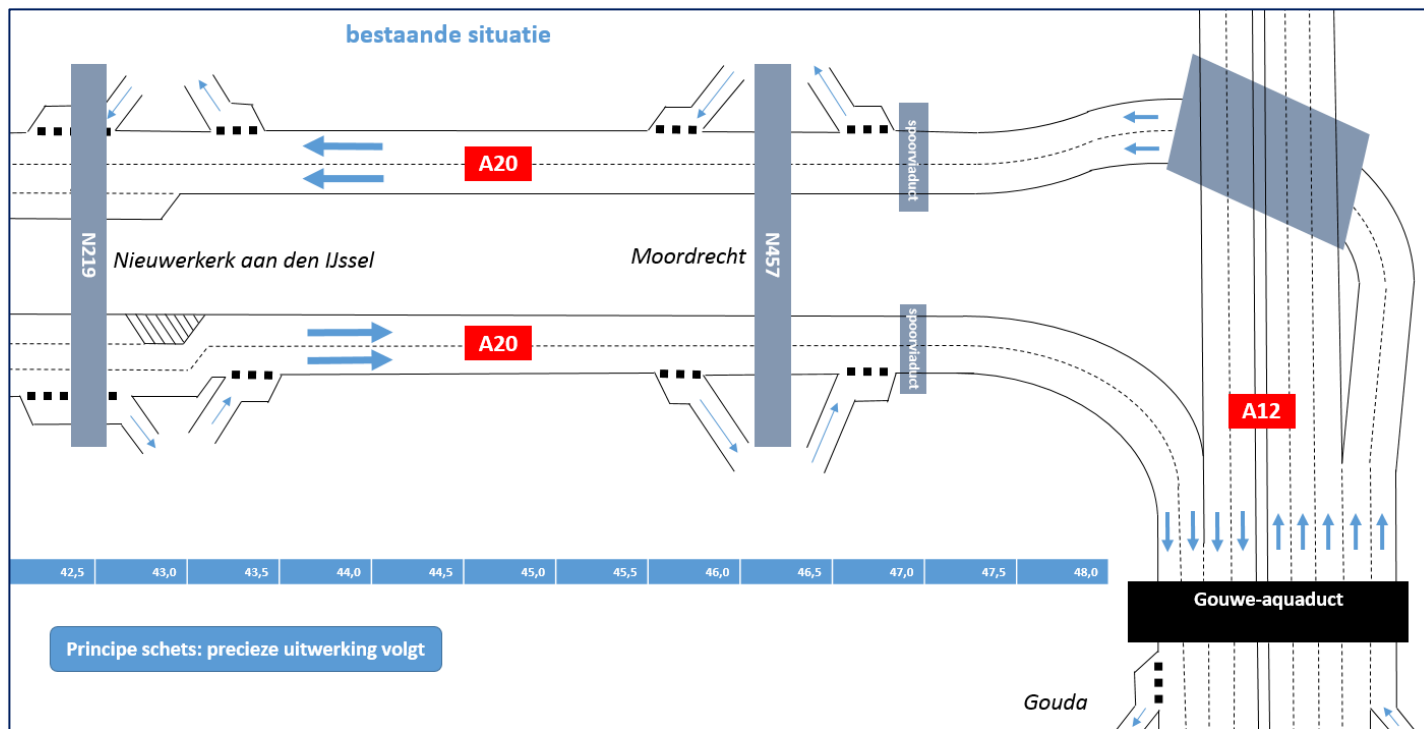 bestaande situatie
A20
spoorviaduct
N219
Nieuwerkerk aan den IJssel
Moordrecht
N457
A20
spoorviaduct
A12
42,5 43,0 43,5 44,0 44,5 45,0 45,5 46,0 46,5 47,0 47,5 48,0
Gouwe-aquaduct
Principe schets: precieze uitwerking volgt
Gouda